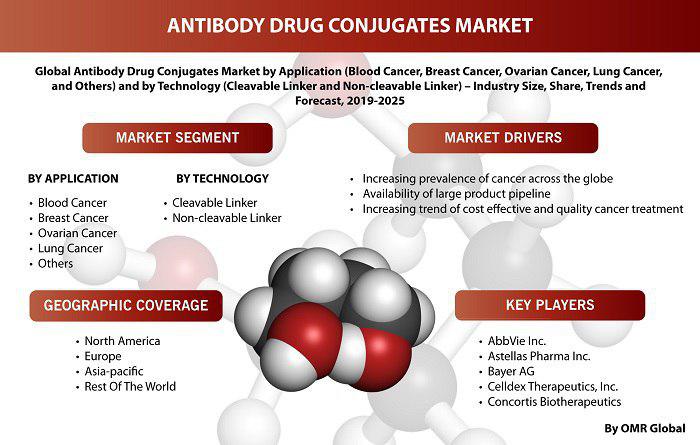 ANTIBODY DRUG CONJUGATES MARKET
Global Antibody Drug Conjugates Market by Application (Blood Cancer, Breast Cancer, Ovarian Cancer, Lung Cancer,
and Others) and by Technology (Cleavable Linker and Non-cleavable Linker) – Industry Size, Share, Trends and
Forecast, 2019-2025
MARKET SEGMENT
BY APPLICATION
• Blood Cancer
• Breast Cancer
• Ovarian Cancer
• Lung Cancer
• Others
BY TECHNOLOGY
• Cleavable Linker
• Non-cleavable Linker
MARKET DRIVERS
• Increasing prevalence of cancer across the globe
• Availability of large product pipeline
• Increasing trend of cost effective and quality cancer treatment
GEOGRAPHIC COVERAGE
• North America
• Europe
• Asia-pacific
• Rest Of The World
KEY PLAYERS
• AbbVie Inc.
• Astellas Pharma Inc.
• Bayer AG
• Celldex Therapeutics, Inc.
• Concortis Biotherapeutics
By OMR Global